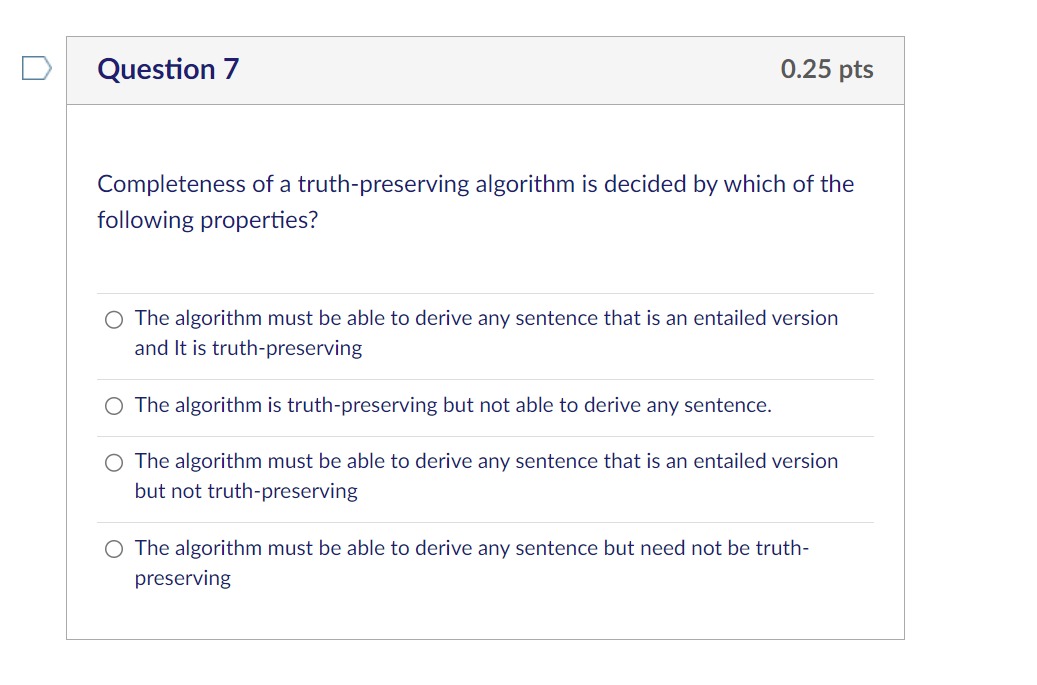 Question 7
0.25 pts
Completeness of a truth-preserving algorithm is decided by which of the
following properties?
The algorithm must be able to derive any sentence that is an entailed version
and It is truth-preserving
The algorithm is truth-preserving but not able to derive any sentence.
The algorithm must be able to derive any sentence that is an entailed version
but not truth-preserving
The algorithm must be able to derive any sentence but need not be truth-
preserving